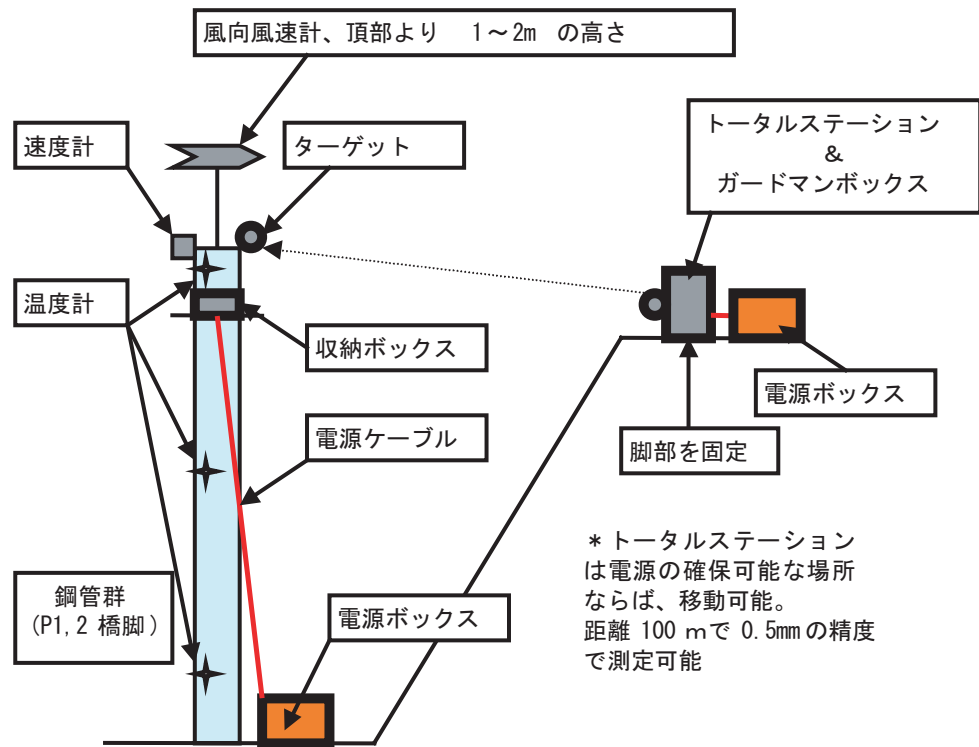 風向風速計、頂部より　1～2m の高さ
速度計
ターゲット
トータルステーション
&
ガードマンボックス
温度計
収納ボックス
電源ボックス
電源ケーブル
脚部を固定
＊トータルステーション
は電源の確保可能な場所
ならば、移動可能。
距離 100 mで 0.5mmの精度
で測定可能
鋼管群
(P1,2 橋脚)
電源ボックス